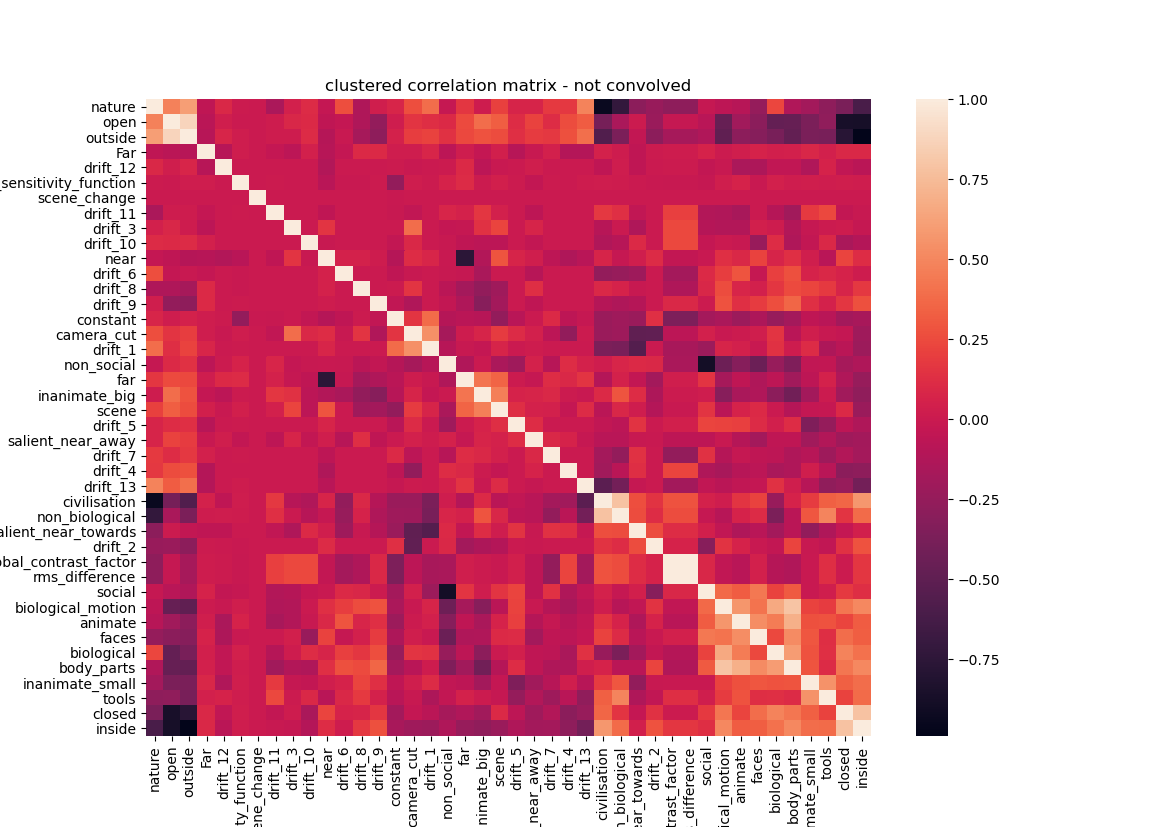 clustered correlation matrix - not convolved
nature
open
outside
Far
drift_12
_sensitivity_function
scene_change
drift_11
drift_3
drift_10
near
drift_6
drift_8
drift_9
constant
camera_cut
drift_1
non_social
far
inanimate_big
scene
drift_5
salient_near_away
drift_7
drift_4
drift_13
civilisation
non_biological
alient_near_towards
drift_2
obal_contrast_factor
rms_difference
social
biological_motion
animate
faces
biological
body_parts
inanimate_small
tools
closed
inside
nature
open
outside
Far
drift_12
ty_function
ene_change
drift_11
drift_3
drift_10
near
drift_6
drift_8
drift_9
constant
camera_cut
drift_1
non_social
far
nimate_big
scene
drift_5
_near_away
drift_7
drift_4
drift_13
civilisation
n_biological
ear_towards
drift_2
trast_factor
_difference
social
ical_motion
animate
faces
biological
body_parts
mate_small
tools
closed
inside
1.00
0.75
0.50
0.25
0.00
−0.25
−0.50
−0.75